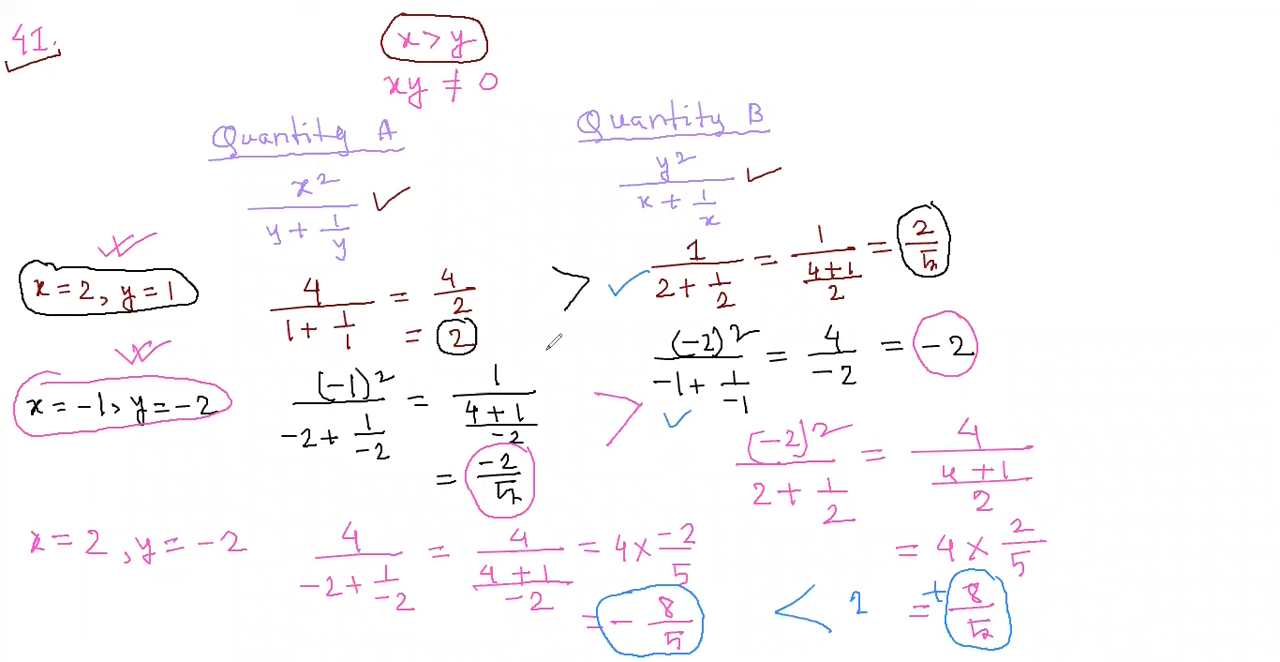 41.
x > y
xy ≠ 0
Quantity A
x² / (y + 1/y) ✓
Quantity B
y² / (x + 1/x) ✓
x = 2, y = 1
4 / (1 + 1/1) = 4/2
= 2
>
✓ 1 / (2 + 1/2) = 1 / ((4+1)/2) = 2/5
x = -1, y = -2
(-1)² / (-2 + 1/-2) = 1 / ((4+1)/-2)
= -2/5
>
✓ (-2)² / (-1 + 1/-1) = 4/-2 = -2
x = 2, y = -2
4 / (-2 + 1/-2) = 4 / ((4+1)/-2) = 4 × -2/5
= - 8/5
<
(-2)² / (2 + 1/2) = 4 / ((4+1)/2)
= 4 × 2/5
= + 8/5